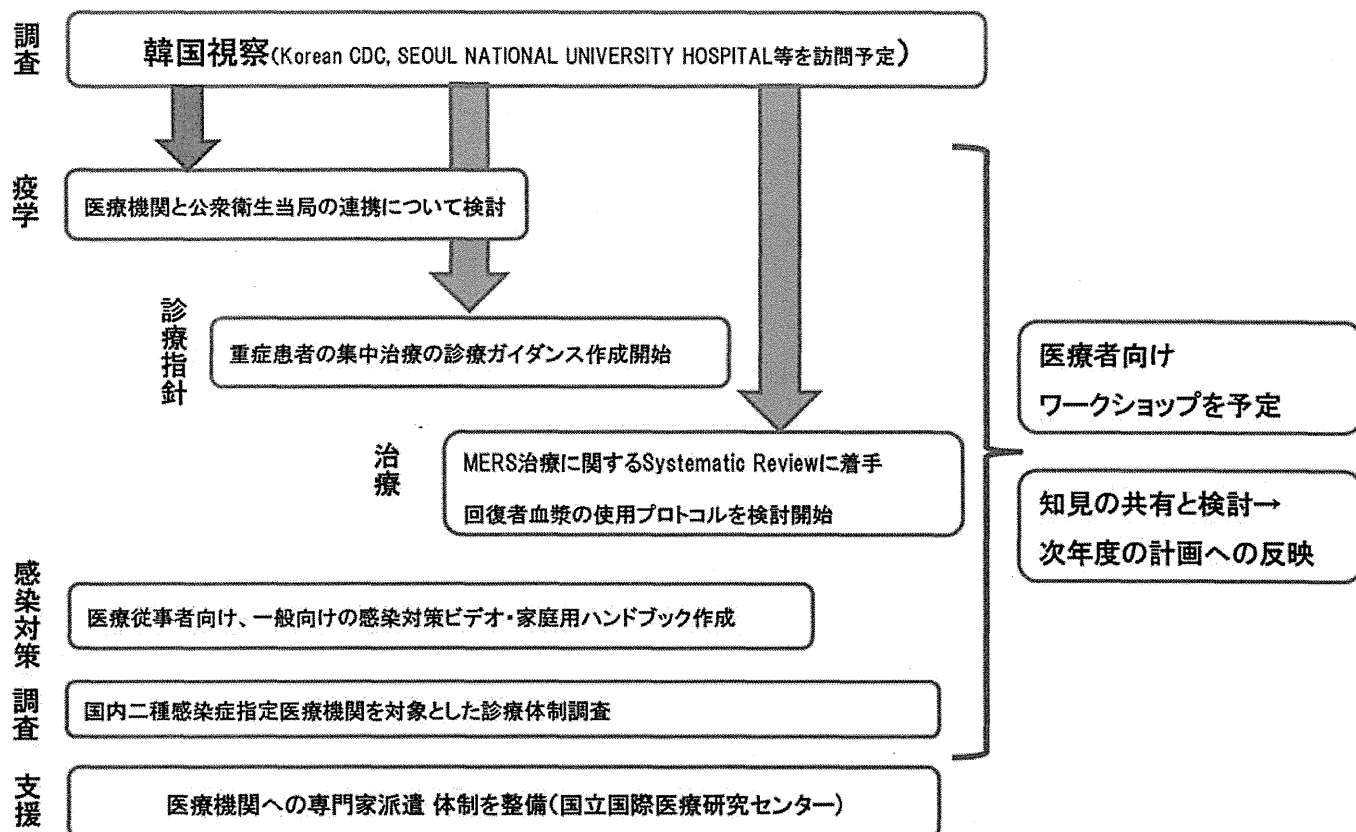 調査
韓国視察(Korean CDC, SEOUL NATIONAL UNIVERSITY HOSPITAL等を訪問予定)
疫学
医療機関と公衆衛生当局の連携について検討
診療指針
重症患者の集中治療の診療ガイダンス作成開始
治療
MERS治療に関するSystematic Reviewに着手
回復者血漿の使用プロトコルを検討開始
感染対策
医療従事者向け、一般向けの感染対策ビデオ・家庭用ハンドブック作成
調査
国内二種感染症指定医療機関を対象とした診療体制調査
支援
医療機関への専門家派遣 体制を整備(国立国際医療研究センター)
医療者向け
ワークショップを予定
知見の共有と検討→
次年度の計画への反映